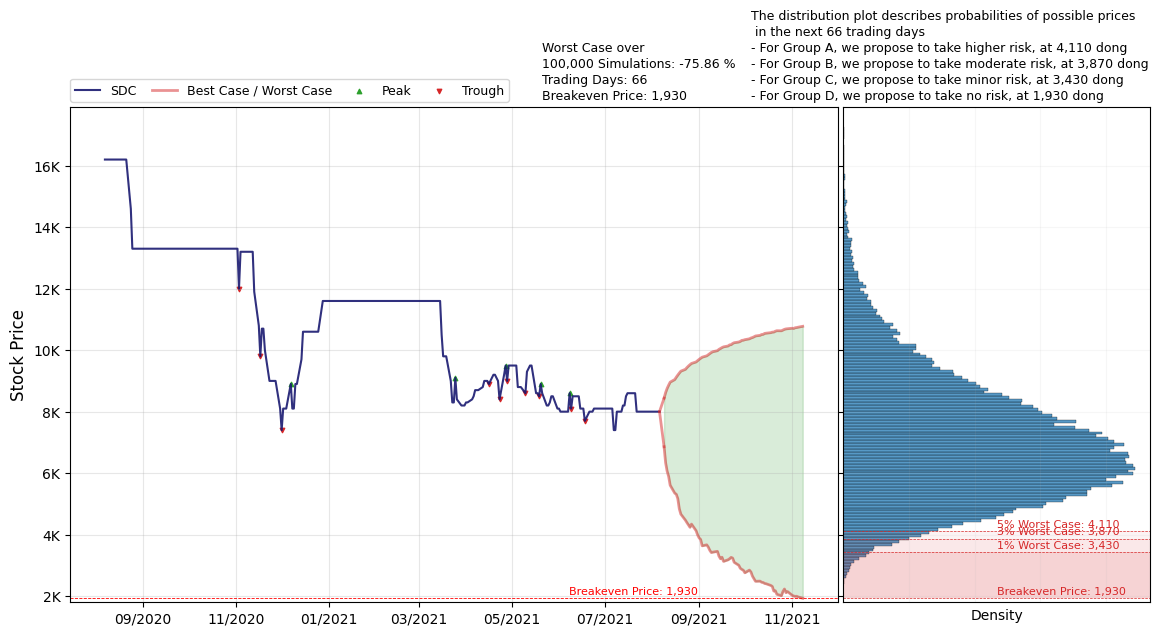 The distribution plot describes probabilities of possible prices
in the next 66 trading days
- For Group A, we propose to take higher risk, at 4,110 dong
- For Group B, we propose to take moderate risk, at 3,870 dong
- For Group C, we propose to take minor risk, at 3,430 dong
- For Group D, we propose to take no risk, at 1,930 dong
Worst Case over
100,000 Simulations: -75.86 %
Trading Days: 66
Breakeven Price: 1,930
SDC
Best Case / Worst Case
Peak
Trough
Stock Price
16K
14K
12K
10K
8K
6K
4K
2K
Breakeven Price: 1,930
09/2020
11/2020
01/2021
03/2021
05/2021
07/2021
09/2021
11/2021
5% Worst Case: 4,110
3% Worst Case: 3,870
1% Worst Case: 3,430
Breakeven Price: 1,930
Density